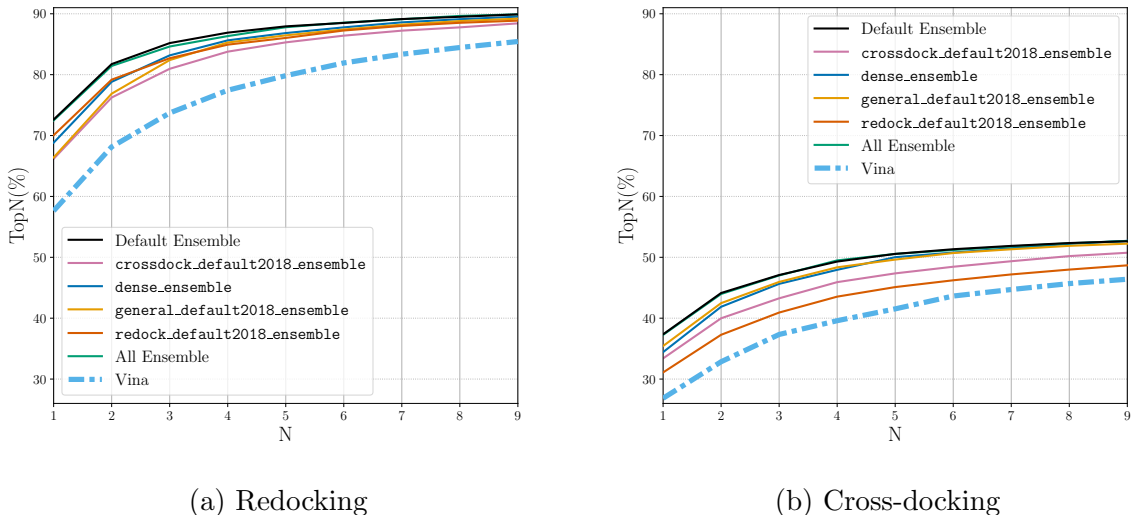 90
80
70
60
50
40
30
TopN(%)
Default Ensemble
crossdock_default2018_ensemble
dense_ensemble
general_default2018_ensemble
redock_default2018_ensemble
All Ensemble
Vina
1 2 3 4 5 6 7 8 9
N
(a) Redocking
90
80
70
60
50
40
30
TopN(%)
Default Ensemble
crossdock_default2018_ensemble
dense_ensemble
general_default2018_ensemble
redock_default2018_ensemble
All Ensemble
Vina
1 2 3 4 5 6 7 8 9
N
(b) Cross-docking